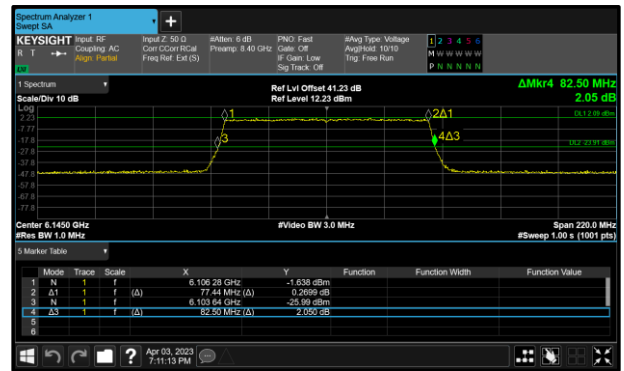 Spectrum Analyzer 1
Swept SA
KEYSIGHT Input: RF Input Z: 50 Ω #Atten: 6 dB PNO: Fast #Avg Type: Voltage 1 2 3 4 5 6
R T Coupling: AC Corr CCorr RCal Preamp: 8.40 GHz Gate: Off Avg|Hold: 10/10 M W W W W W
Align: Partial Freq Ref: Ext (S) IF Gain: Low Trig: Free Run
Sig Track: Off P N N N N N
LXI
1 Spectrum ΔMkr4 82.50 MHz
Ref Lvl Offset 41.23 dB
Scale/Div 10 dB Ref Level 12.23 dBm 2.05 dB
Log
2.23
-7.77
-17.8
-27.8
-37.8
-47.8
-57.8
-67.8
-77.8
1
2Δ1
DL1 2.09 dBm
3
4Δ3
DL2 -23.91 dBm
Center 6.1450 GHz #Video BW 3.0 MHz Span 220.0 MHz
#Res BW 1.0 MHz #Sweep 1.00 s (1001 pts)
5 Marker Table
Mode Trace Scale X Y Function Function Width Function Value
1 N 1 f 6.106 28 GHz -1.638 dBm
2 Δ1 1 f (Δ) 77.44 MHz (Δ) 0.2699 dB
3 N 1 f 6.103 64 GHz -25.99 dBm
4 Δ3 1 f (Δ) 82.50 MHz (Δ) 2.050 dB
5
6
? Apr 03, 2023
7:11:13 PM